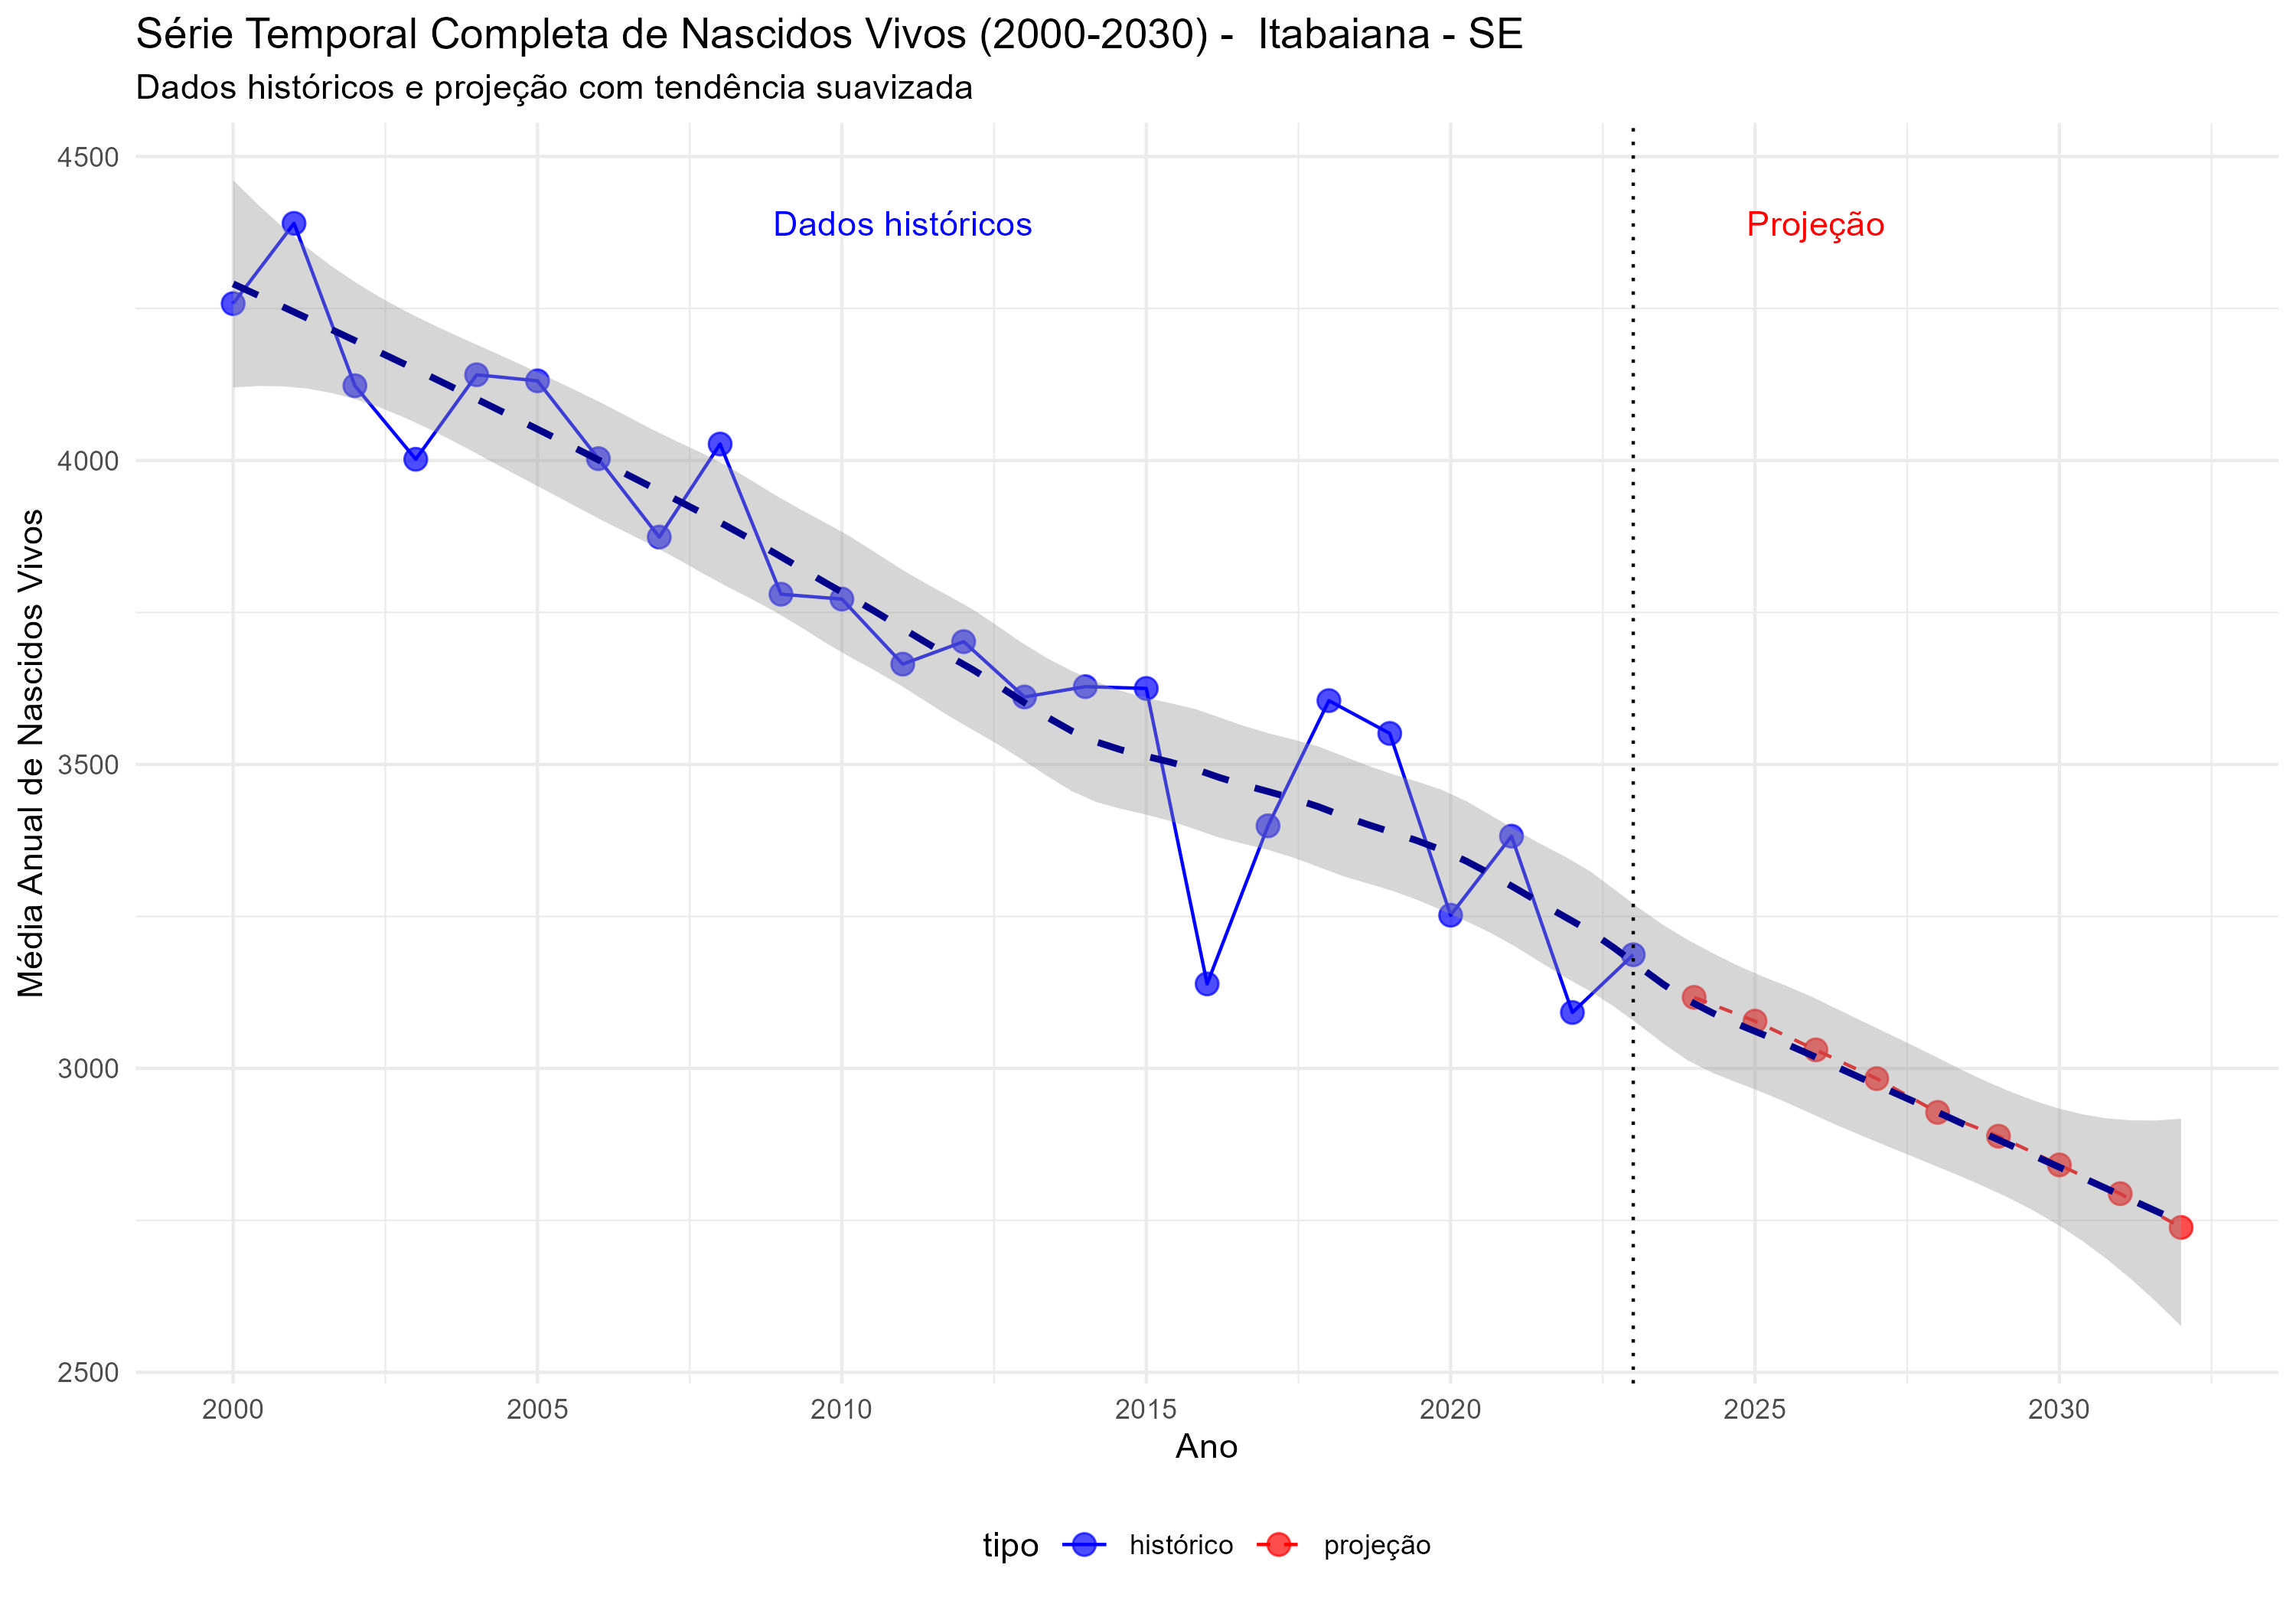 Série Temporal Completa de Nascidos Vivos (2000-2030) -  Itabaiana - SE
Dados históricos e projeção com tendência suavizada
Média Anual de Nascidos Vivos
4500
4000
3500
3000
2500
Dados históricos
Projeção
2000
2005
2010
2015
2020
2025
2030
Ano
tipo
histórico
projeção